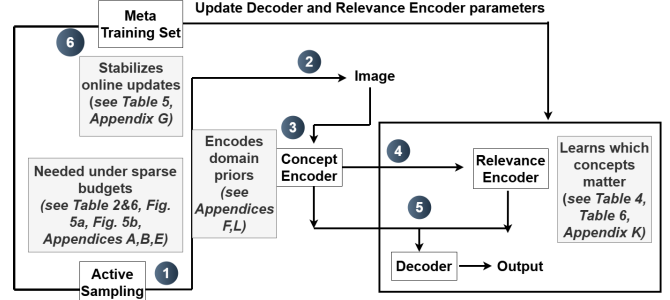 Update Decoder and Relevance Encoder parameters
Meta
Training Set
6
Stabilizes
online updates
(see Table 5,
Appendix G)
2
Image
3
Encodes
domain
priors
(see
Appendices
F,L)
Concept
Encoder
4
Relevance
Encoder
Learns which
concepts
matter
(see Table 4,
Table 6,
Appendix K)
Needed under sparse
budgets
(see Table 2&6, Fig.
5a, Fig. 5b,
Appendices A,B,E)
5
Active
Sampling
1
Decoder
Output